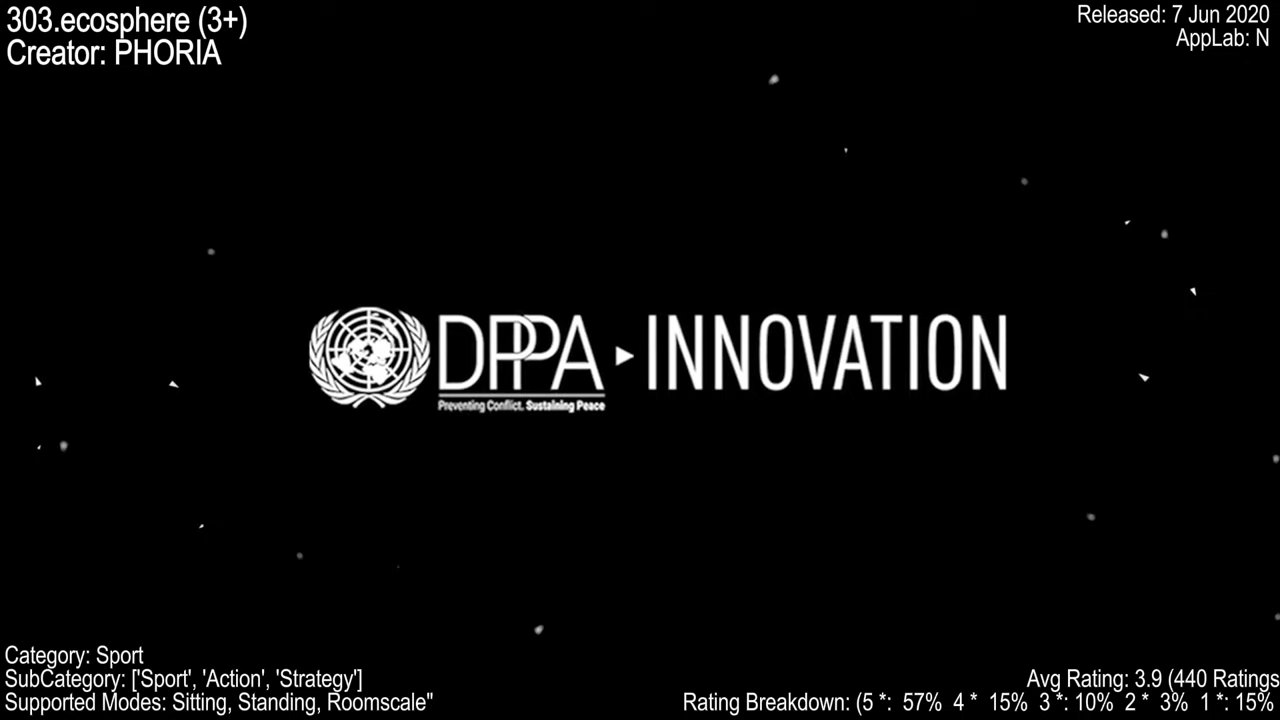 303.ecosphere (3+)
Creator: PHORIA
Released: 7 Jun 2020
AppLab: N
DPPA ▶ INNOVATION
Preventing Conflict. Sustaining Peace
Category: Sport
SubCategory: ['Sport', 'Action', 'Strategy']
Supported Modes: Sitting, Standing, Roomscale"
Avg Rating: 3.9 (440 Ratings
Rating Breakdown: (5 *: 57% 4 * 15% 3 *: 10% 2 * 3% 1 *: 15%